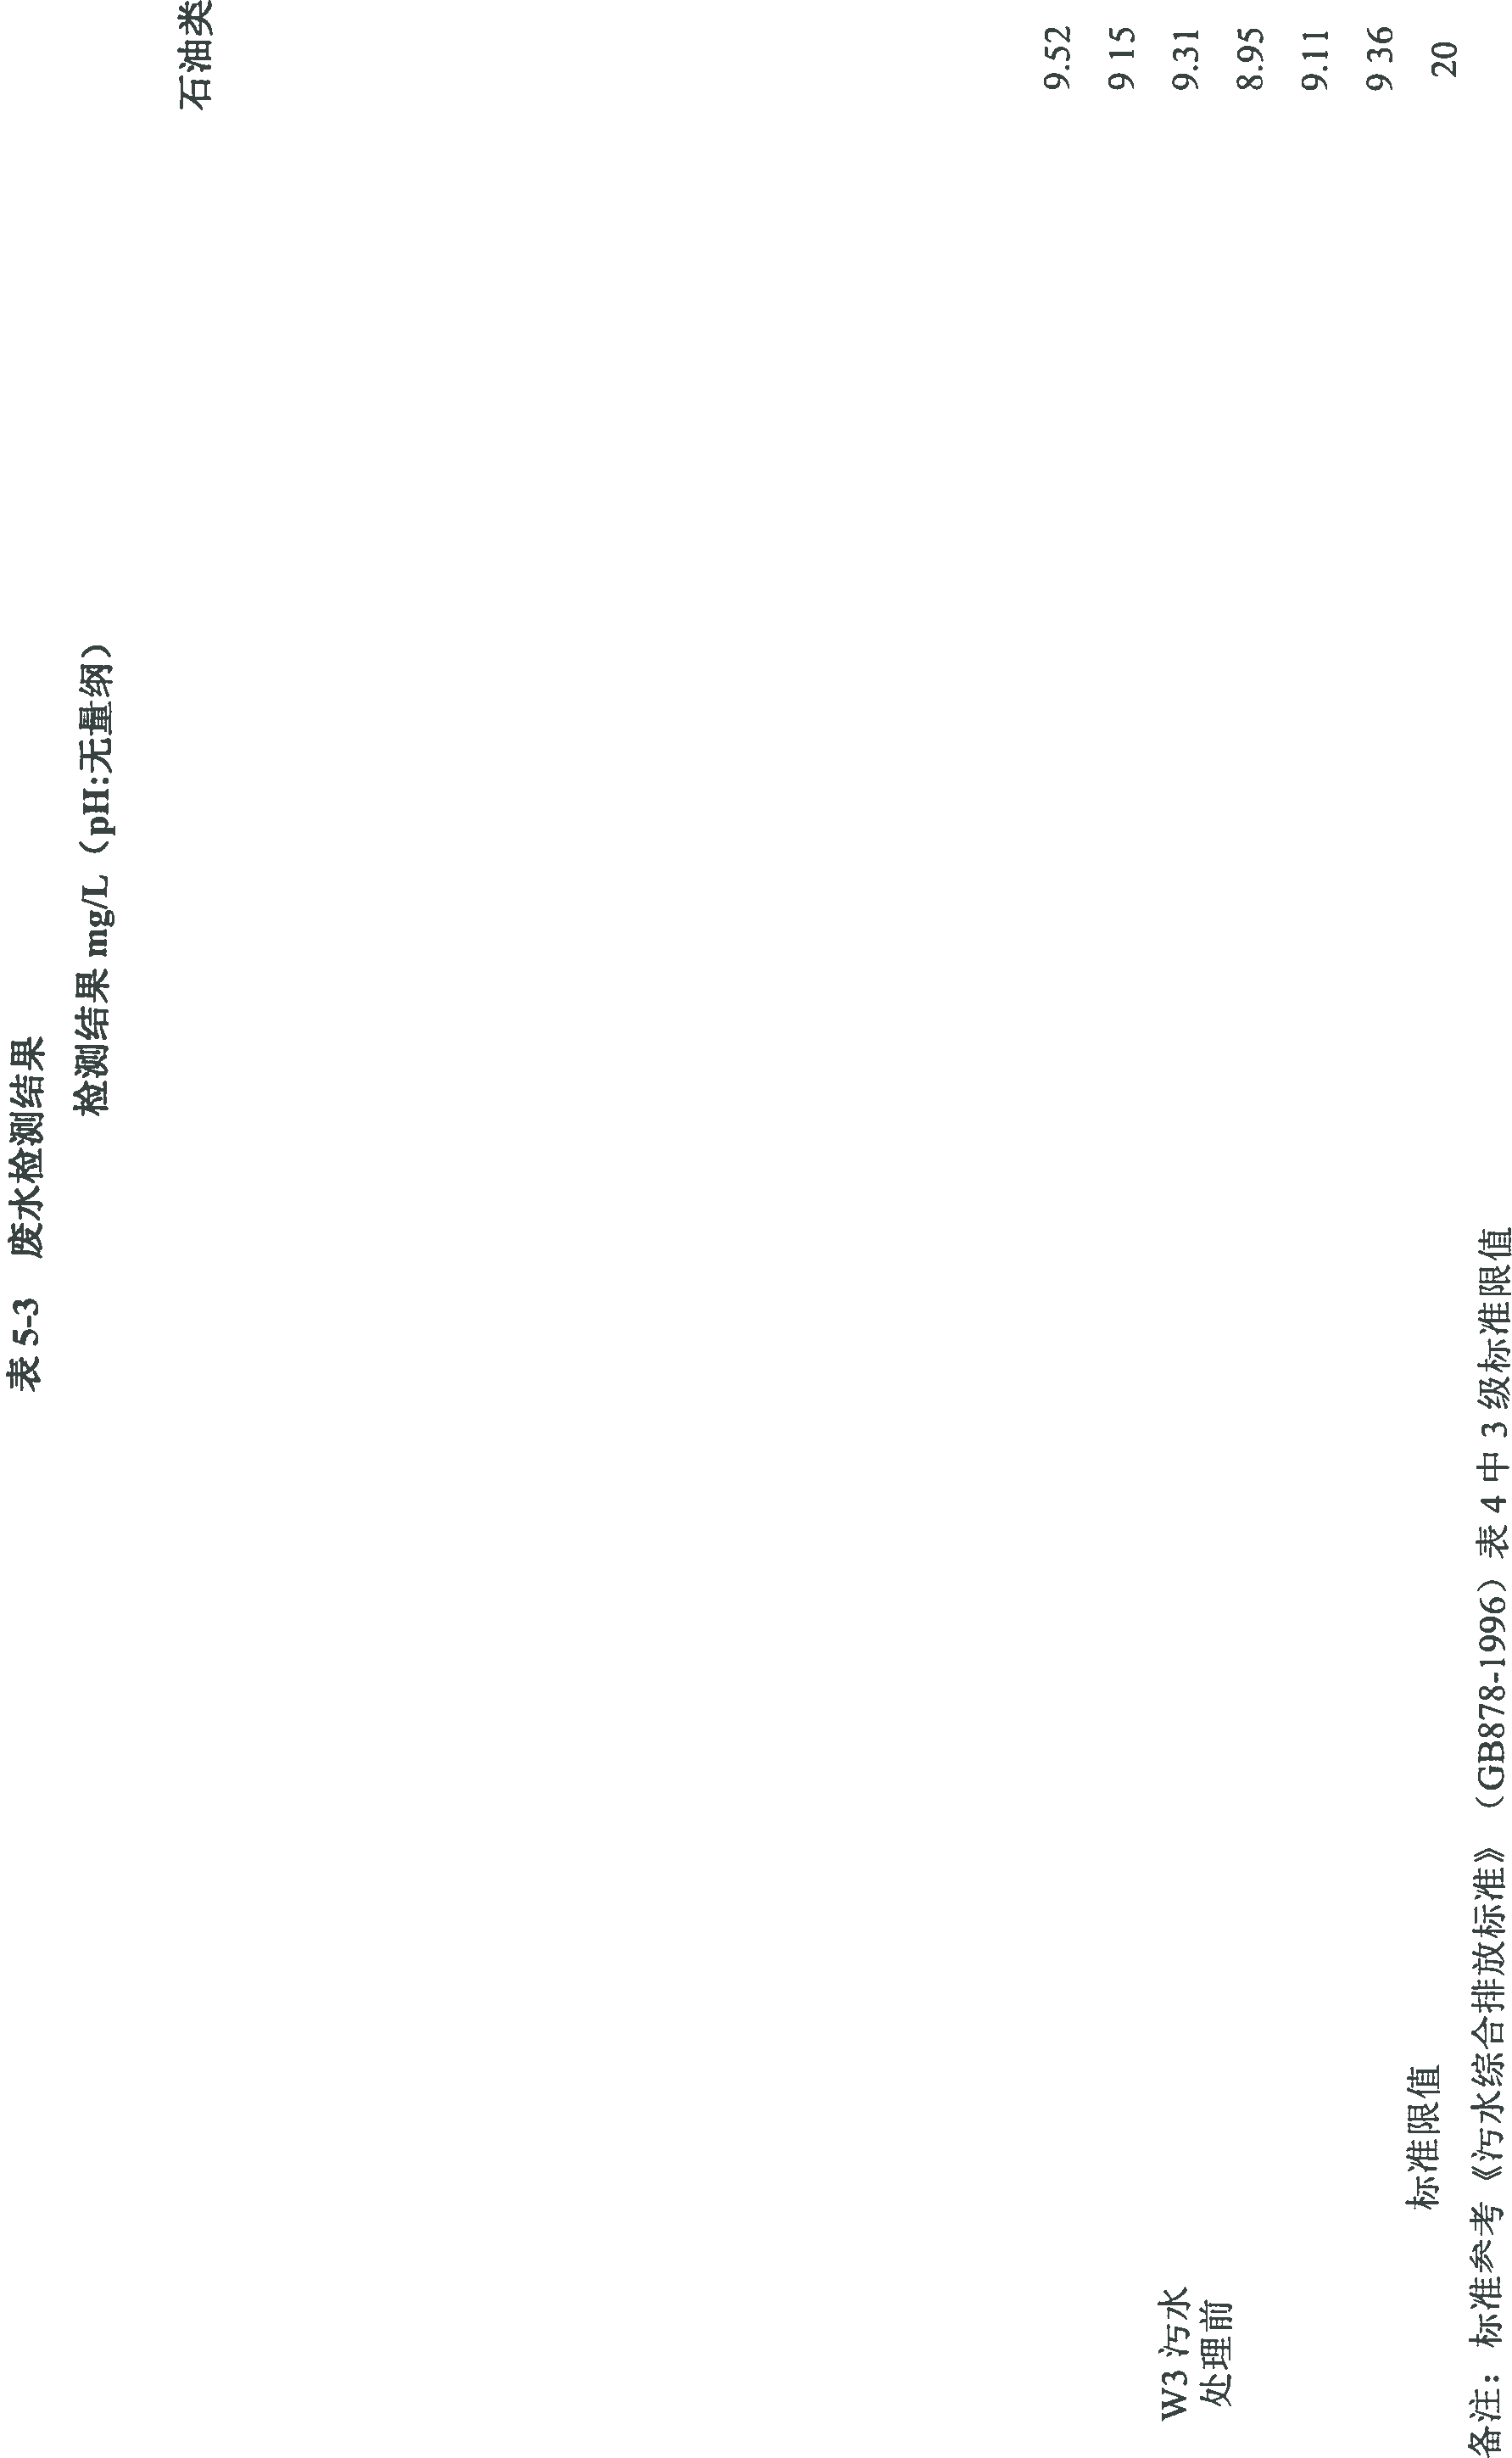 表 5-3 废水检测结果
检测结果 mg/L（pH:无量纲）
石油类
9.52
9 15
9.31
W3 污水
处理前
8.95
9.11
9 36
标准限值
20
备注：标准参考《污水综合排放标准》（GB878-1996）表 4 中 3 级标准限值